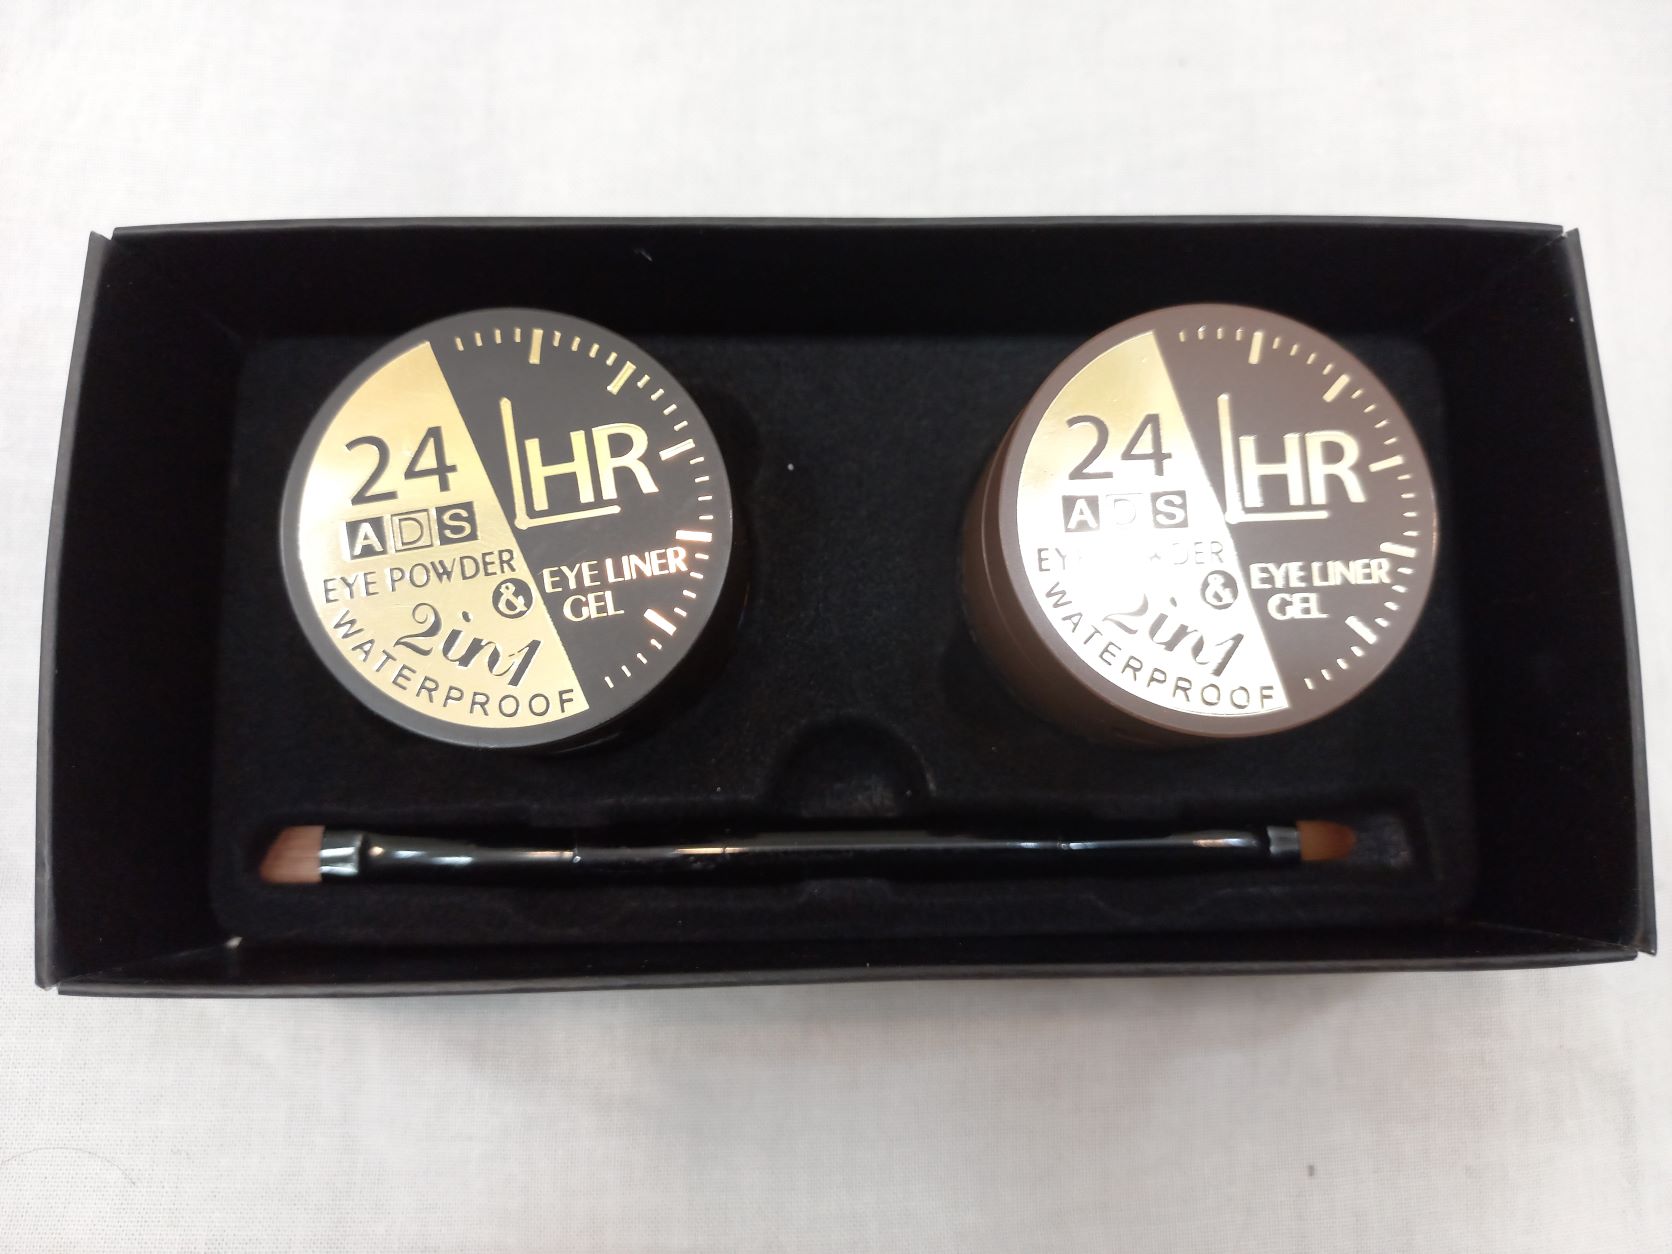 24 HR
ADS
EYE POWDER
& EYE LINER
GEL
2in1
WATERPROOF
24 HR
ADS
& EYE LINER
GEL
2in1
WATERPROOF